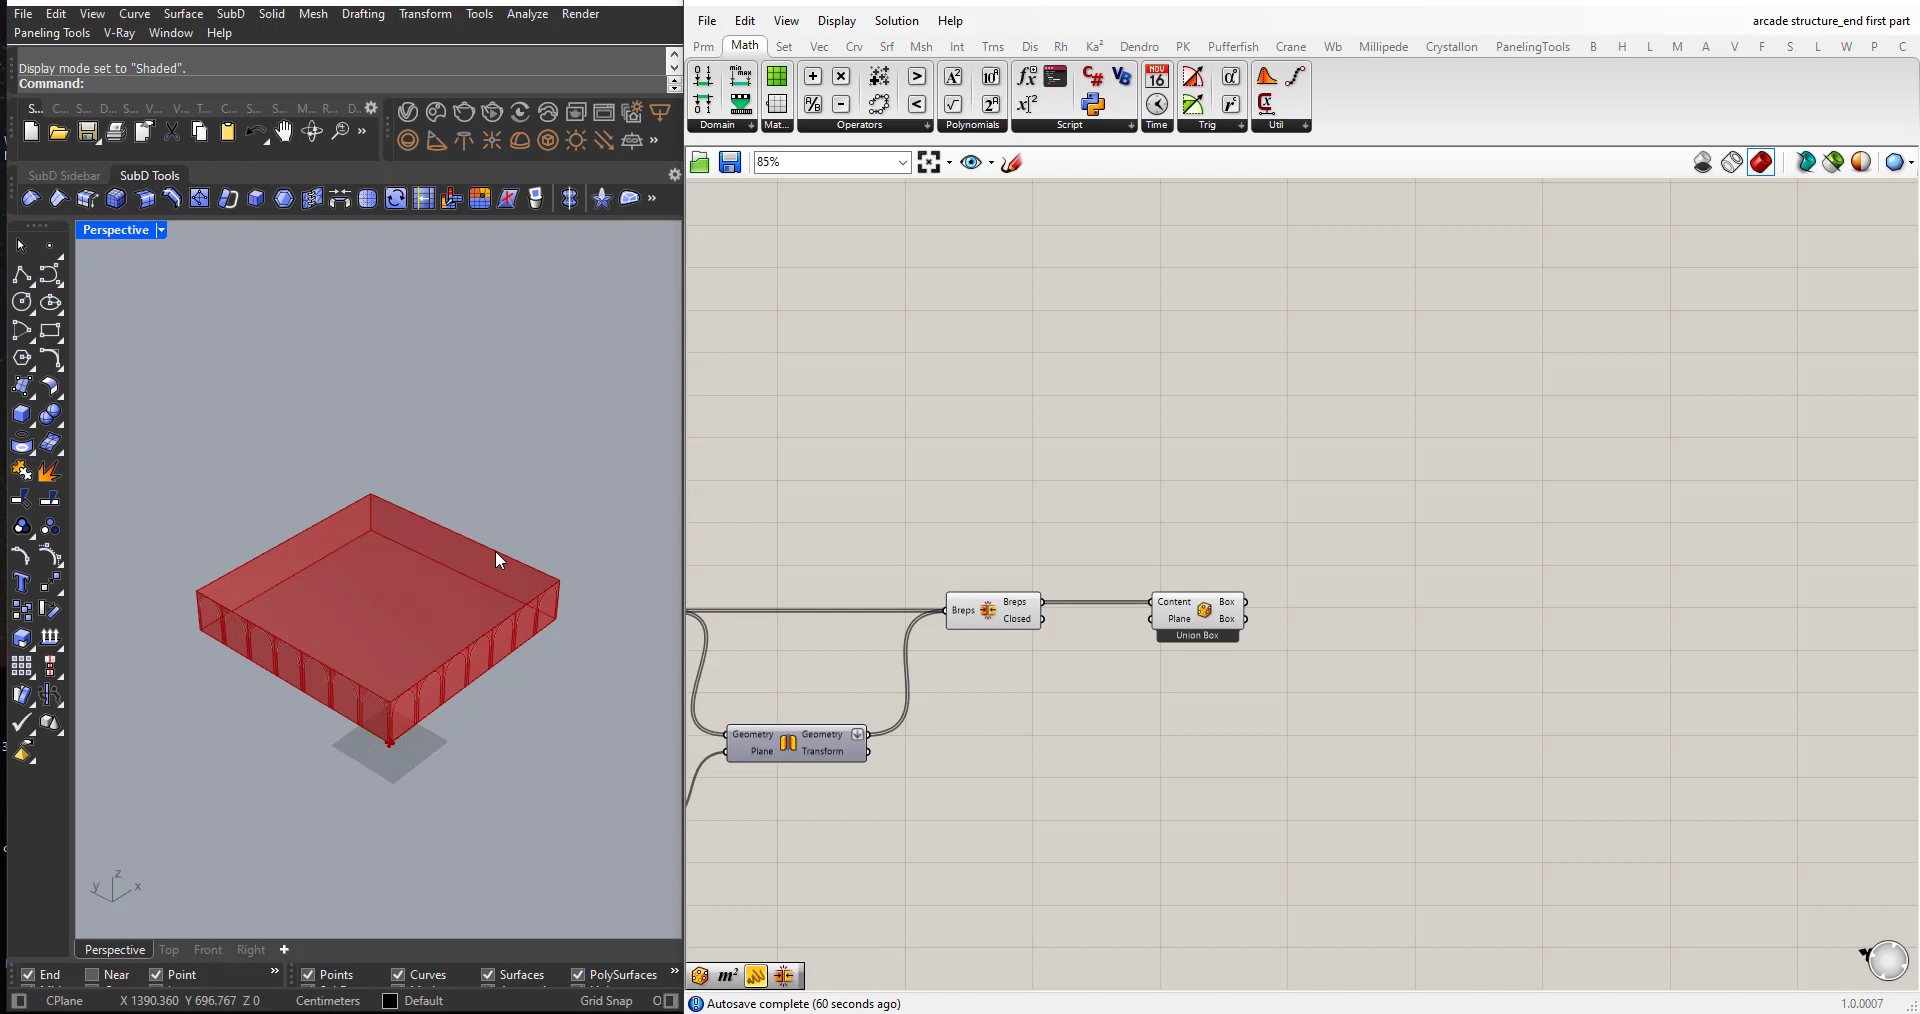 File Edit View Curve Surface SubD Solid Mesh Drafting Transform Tools Analyze Render
Paneling Tools V-Ray Window Help
Display mode set to "Shaded".
Command:
S... C... S... D... S... V... V... T... C... S... S... M... R... D...
SubD Sidebar SubD Tools
Perspective
z
y x
Perspective Top Front Right
End Near Point Points Curves Surfaces PolySurfaces
CPlane X 1390.360 Y 696.767 Z 0 Centimeters Default Grid Snap O
File Edit View Display Solution Help
arcade structure_end first part
Prm Math Set Vec Crv Srf Msh Int Trns Dis Rh Ka² Dendro PK Pufferfish Crane Wb Millipede Crystallon PanelingTools B H L M A V F S L W P C
Domain Mat... Operators Polynomials Script Time Trig Util
85%
Breps Breps
Closed
Content Box
Plane Box
Union Box
Geometry Geometry
Plane Transform
m²
Autosave complete (60 seconds ago)
1.0.0007